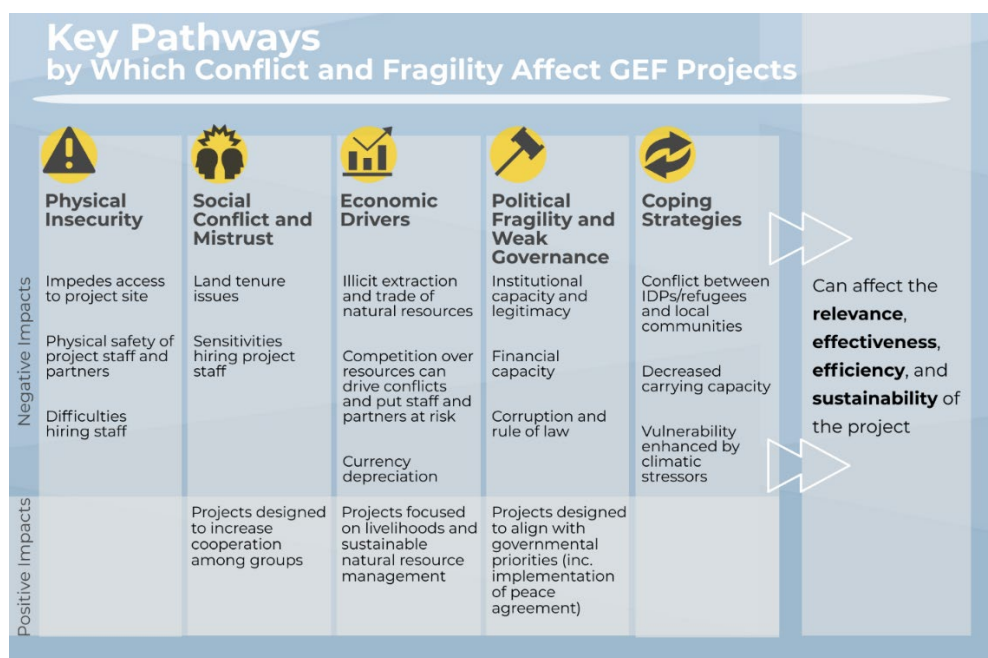 Key Pathways
by Which Conflict and Fragility Affect GEF Projects
Physical
Insecurity
Social
Conflict and
Mistrust
Economic
Drivers
Political
Fragility and
Weak
Governance
Coping
Strategies
Negative Impacts
Impedes access
to project site
Physical safety of
project staff and
partners
Difficulties
hiring staff
Land tenure
issues
Sensitivities
hiring project
staff
Illicit extraction
and trade of
natural resources
Competition over
resources can
drive conflicts
and put staff and
partners at risk
Currency
depreciation
Institutional
capacity and
legitimacy
Financial
capacity
Corruption and
rule of law
Conflict between
IDPs/refugees
and local
communities
Decreased
carrying capacity
Vulnerability
enhanced by
climatic
stressors
Can affect the
relevance,
effectiveness,
efficiency, and
sustainability of
the project
Positive Impacts
Projects designed
to increase
cooperation
among groups
Projects focused
on livelihoods and
sustainable
natural resource
management
Projects designed
to align with
governmental
priorities (inc.
implementation
of peace
agreement)